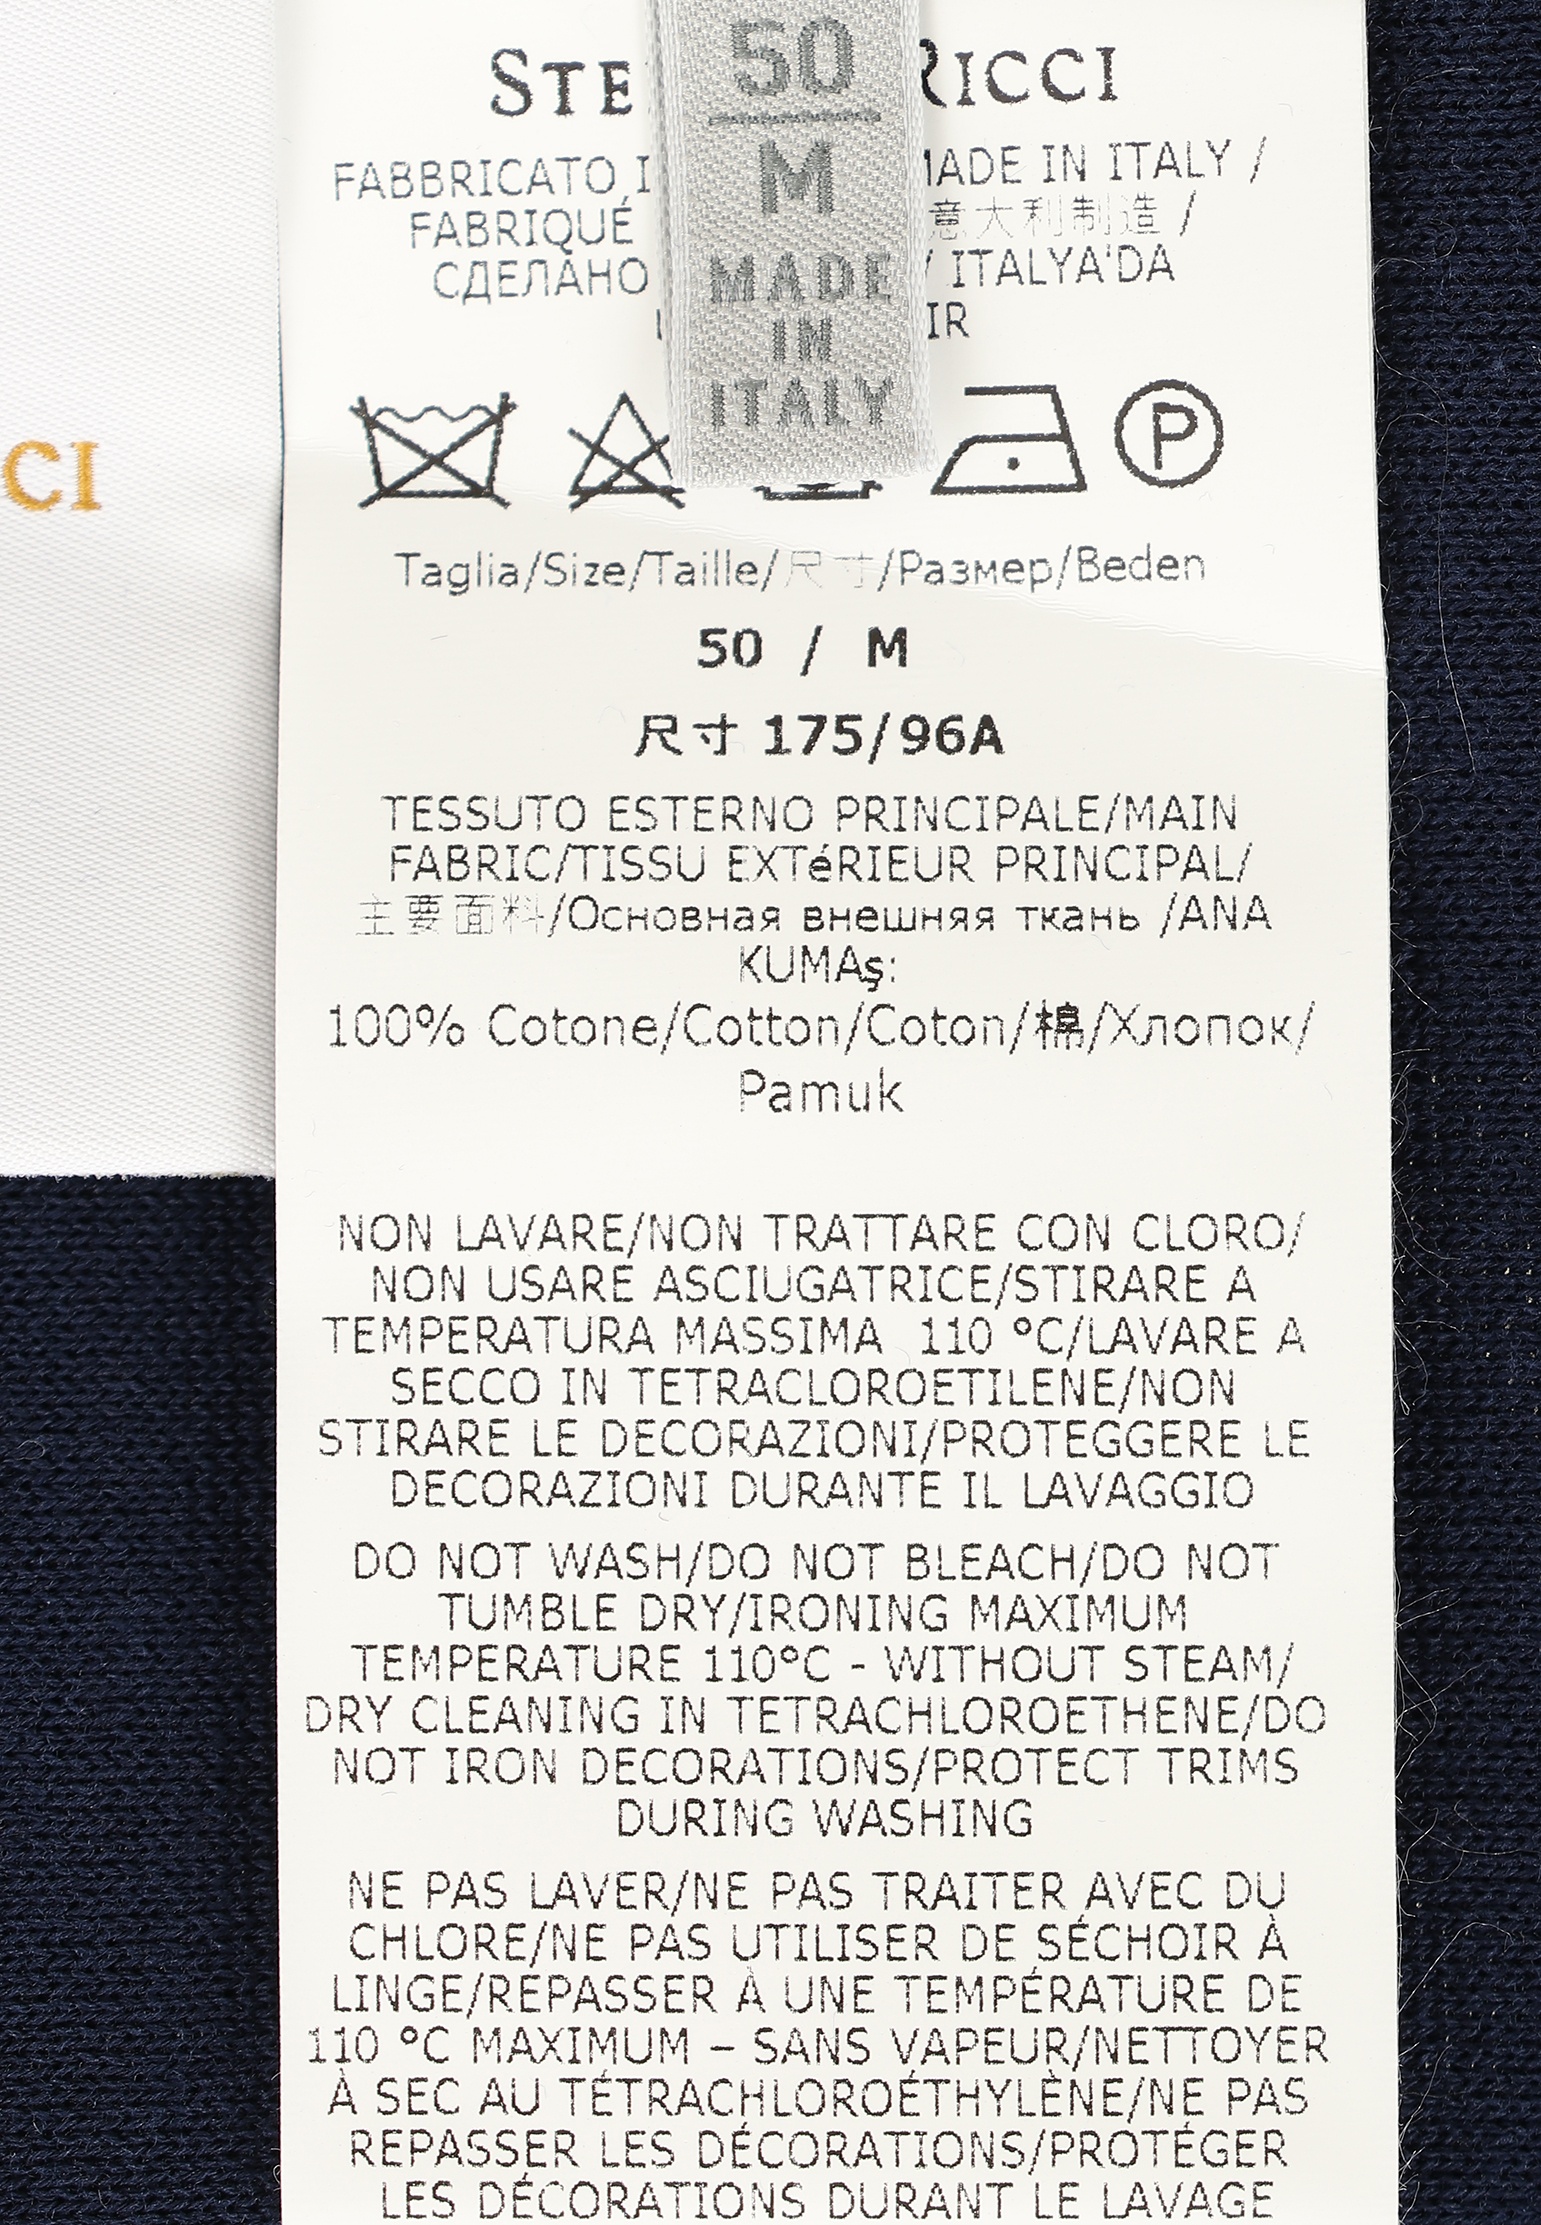 50
M
MADE
IN
ITALY
RICCI
FABBRICATO
MADE IN ITALY /
FABRIQUÉ 意大利制造 /
СДЕЛАНО / ITALYA'DA
CI
P
Taglia/Size/Taille/尺寸/Размер/Beden
50 / M
尺寸 175/96A
TESSUTO ESTERNO PRINCIPALE/MAIN
FABRIC/TISSU EXTéRIEUR PRINCIPAL/
主要面料/Основная внешняя ткань /ANA
KUMAş:
100% Cotone/Cotton/Coton/棉/Хлопок/
Pamuk
NON LAVARE/NON TRATTARE CON CLORO/
NON USARE ASCIUGATRICE/STIRARE A
TEMPERATURA MASSIMA 110 °C/LAVARE A
SECCO IN TETRACLOROETILENE/NON
STIRARE LE DECORAZIONI/PROTEGGERE LE
DECORAZIONI DURANTE IL LAVAGGIO
DO NOT WASH/DO NOT BLEACH/DO NOT
TUMBLE DRY/IRONING MAXIMUM
TEMPERATURE 110°C - WITHOUT STEAM/
DRY CLEANING IN TETRACHLOROETHENE/DO
NOT IRON DECORATIONS/PROTECT TRIMS
DURING WASHING
NE PAS LAVER/NE PAS TRAITER AVEC DU
CHLORE/NE PAS UTILISER DE SÉCHOIR À
LINGE/REPASSER À UNE TEMPÉRATURE DE
110 °C MAXIMUM – SANS VAPEUR/NETTOYER
À SEC AU TÉTRACHLOROÉTHYLÈNE/NE PAS
REPASSER LES DÉCORATIONS/PROTÉGER
LES DÉCORATIONS DURANT LE LAVAGE